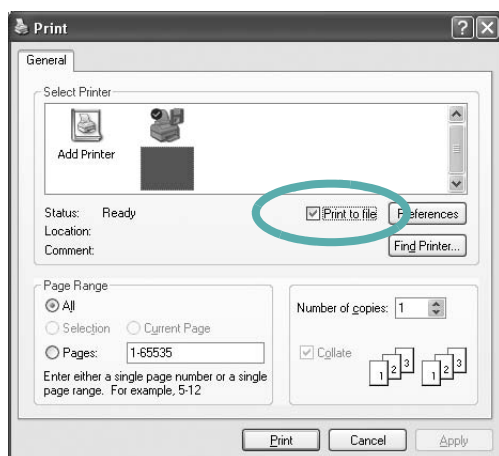 Print
General
Select Printer
Add Printer
Status: Ready
Print to file
Preferences
Location:
Comment:
Find Printer...
Page Range
All
Selection
Current Page
Pages: 1-65535
Enter either a single page number or a single
page range. For example, 5-12
Number of copies: 1
Collate
1 2 3
1 2 3
Print
Cancel
Apply